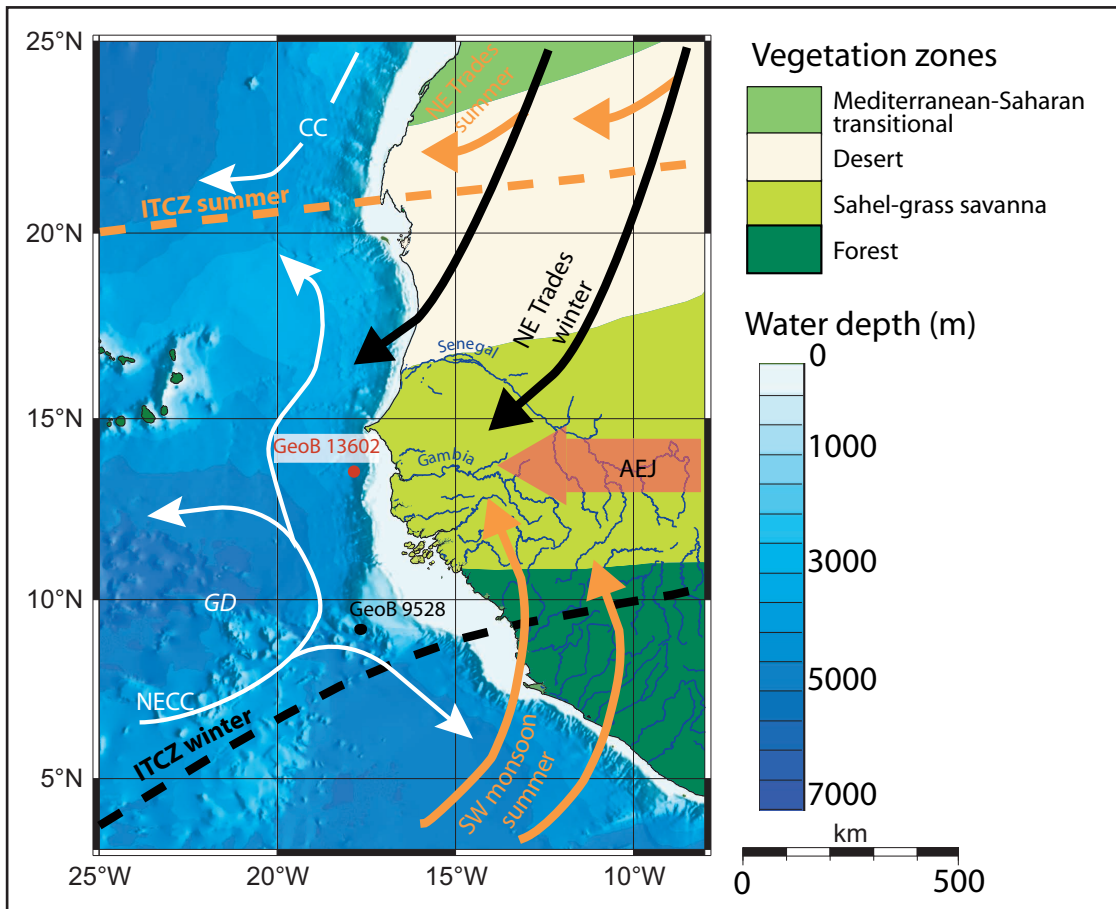 25°N
20°N
15°N
10°N
5°N
25°W
20°W
15°W
10°W
NE Trades
summer
CC
ITCZ summer
NE Trades
winter
Senegal
GeoB 13602
Gambia
AEJ
GD
GeoB 9528
NECC
ITCZ winter
SW monsoon
summer
Vegetation zones
Mediterranean-Saharan
transitional
Desert
Sahel-grass savanna
Forest
Water depth (m)
0
1000
3000
5000
7000
km
0 500